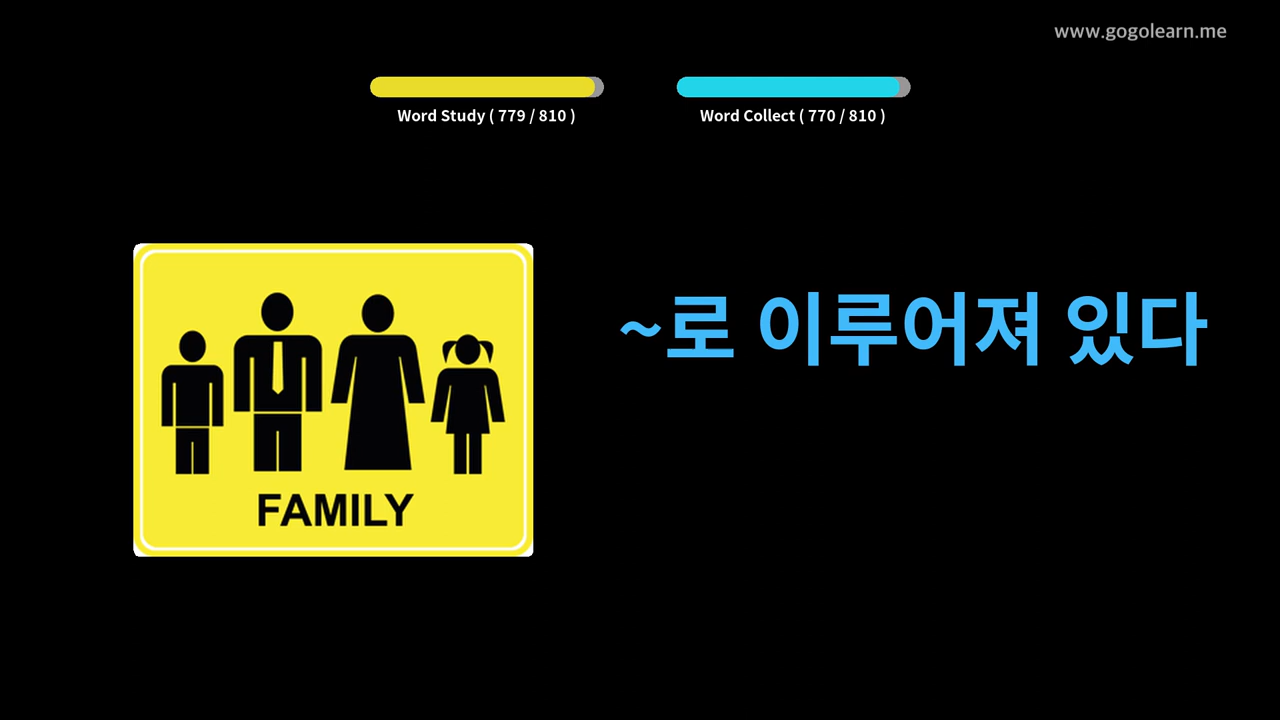 www.gogolearn.me
Word Study ( 779 / 810 )
Word Collect ( 770 / 810 )
~로 이루어져 있다
FAMILY